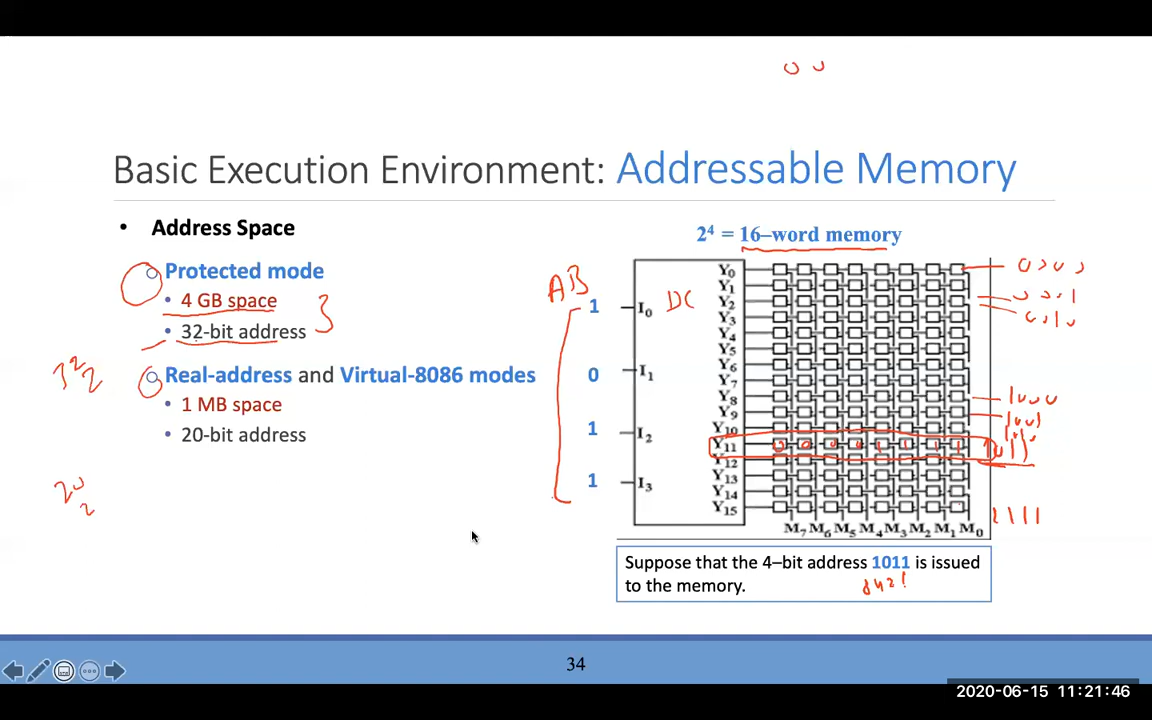 Basic Execution Environment: Addressable Memory
• Address Space
Protected mode
• 4 GB space
• 32-bit address
Real-address and Virtual-8086 modes
• 1 MB space
• 20-bit address
2⁴ = 16–word memory
AB
DC
1 I₀
0 I₁
1 I₂
1 I₃
Y₀
Y₁
Y₂
Y₃
Y₄
Y₅
Y₆
Y₇
Y₈
Y₉
Y₁₀
Y₁₁
Y₁₂
Y₁₃
Y₁₄
Y₁₅
M₇ M₆ M₅ M₄ M₃ M₂ M₁ M₀
1000
1001
1011
1111
8421
Suppose that the 4–bit address 1011 is issued
to the memory.
34
2020-06-15 11:21:46